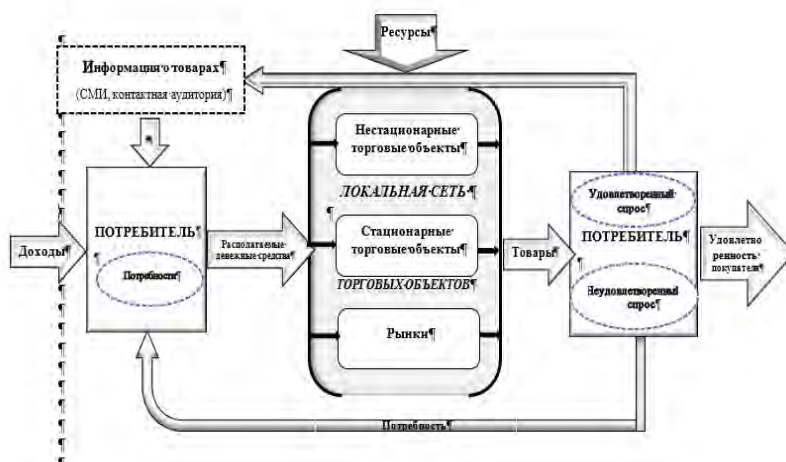 Ресурсы¶
Информация·о·товарах¶
(СМИ, контактная·аудитория)¶
Нестационарные·
торговые·объекты¶
ЛОКАЛЬНАЯ·СЕТЬ·¶
Стационарные·
торговые·объекты¶
ТОРГОВЫХ·ОБЪЕКТОВ¶
Рынки¶
Доходы¶
ПОТРЕБИТЕЛЬ¶
¶
Потребности¶
Располагаемые·
денежные·средства¶
Товары¶
Удовлетворенный·
спрос¶
ПОТРЕБИТЕЛЬ¶
¶
Неудовлетворенный·
спрос¶
Удовлетво
ренность·
покупателя¶
Потребность¶